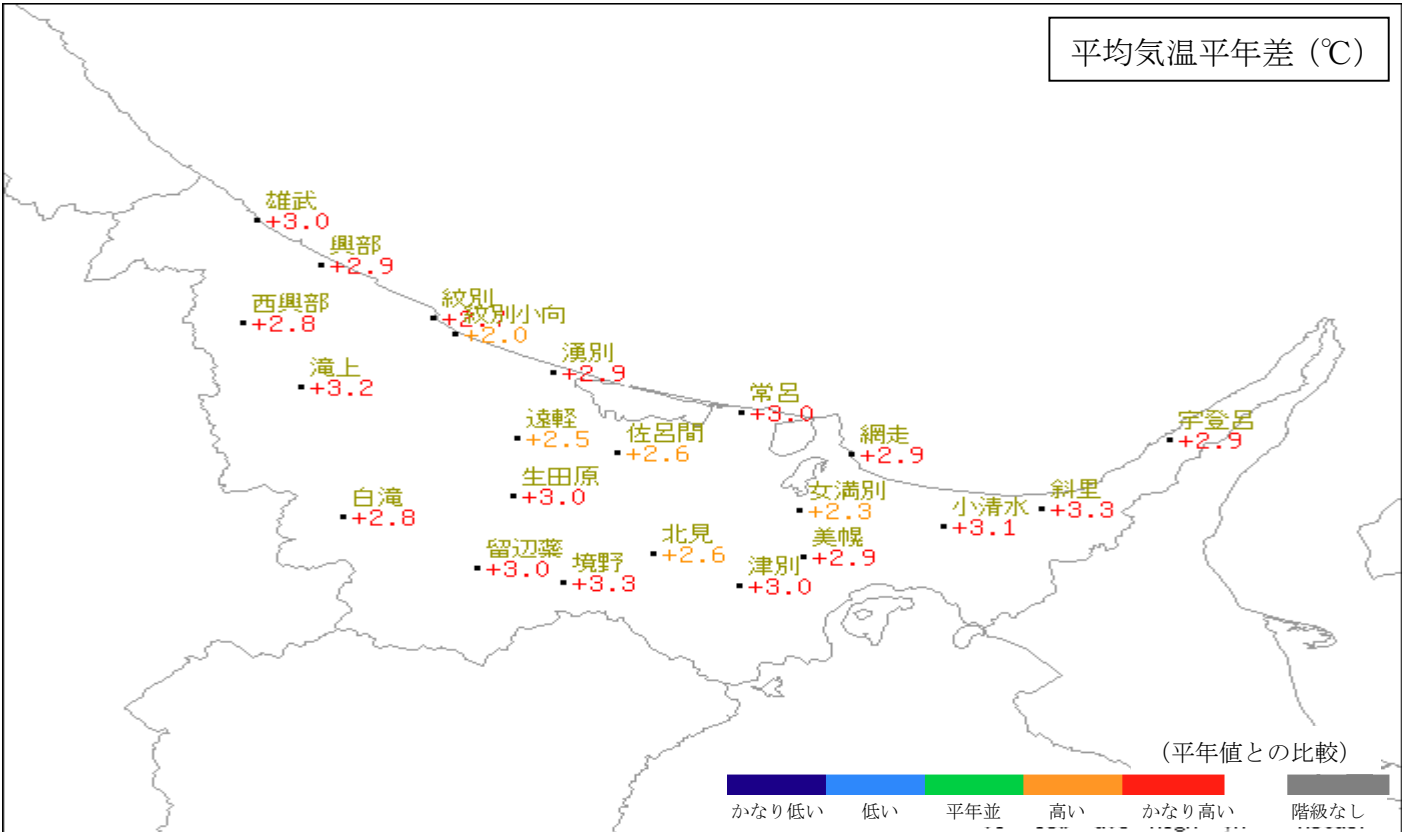 平均気温平年差（℃）
雄武
+3.0
興部
+2.9
西興部
+2.8
紋別
紋別小向
+2.0
滝上
+3.2
湧別
+2.9
常呂
+3.0
遠軽
+2.5
佐呂間
+2.6
網走
+2.9
宇登呂
+2.9
生田原
+3.0
白滝
+2.8
女満別
+2.3
小清水
+3.1
斜里
+3.3
北見
+2.6
美幌
+2.9
留辺蘂
+3.0
境野
+3.3
津別
+3.0
（平年値との比較）
かなり低い 低い 平年並 高い かなり高い 階級なし